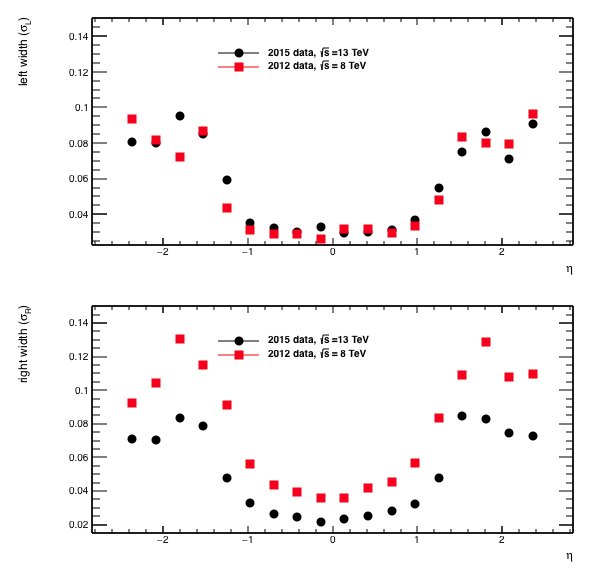 left width (σL)
0.14
0.12
0.1
0.08
0.06
0.04
2015 data, √s =13 TeV
2012 data, √s = 8 TeV
−2 −1 0 1 2
η
right width (σR)
0.14
0.12
0.1
0.08
0.06
0.04
0.02
2015 data, √s =13 TeV
2012 data, √s = 8 TeV
−2 −1 0 1 2
η